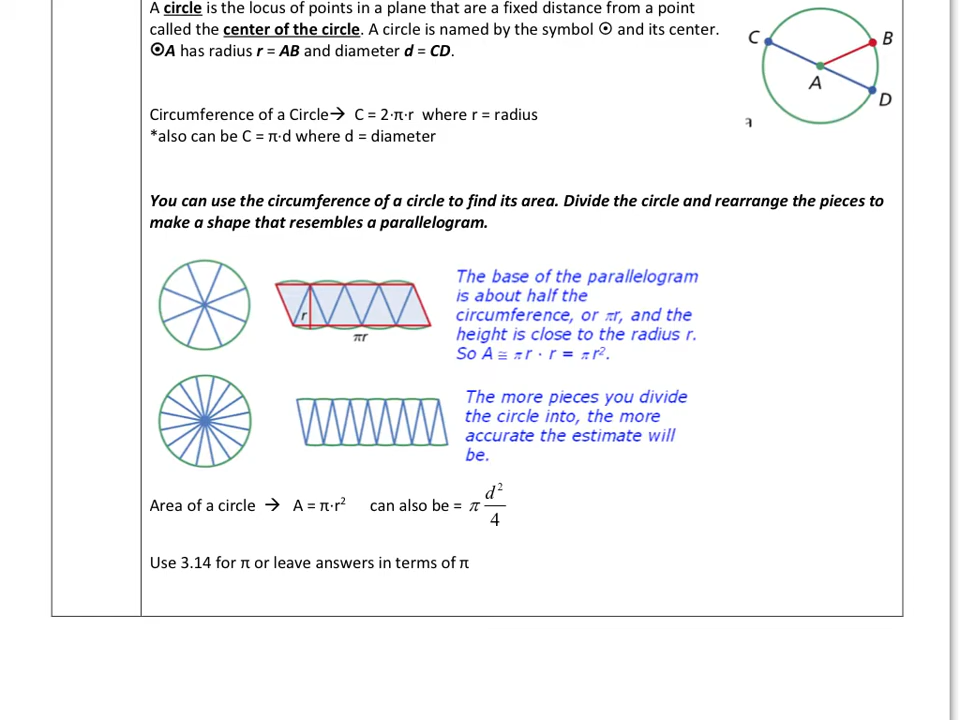 A circle is the locus of points in a plane that are a fixed distance from a point
called the center of the circle. A circle is named by the symbol ⊙ and its center.
⊙A has radius r = AB and diameter d = CD.
C
B
A
D
Circumference of a Circle→ C = 2·π·r where r = radius
*also can be C = π·d where d = diameter
You can use the circumference of a circle to find its area. Divide the circle and rearrange the pieces to
make a shape that resembles a parallelogram.
r
πr
The base of the parallelogram
is about half the
circumference, or πr, and the
height is close to the radius r.
So A ≅ πr · r = πr².
The more pieces you divide
the circle into, the more
accurate the estimate will
be.
Area of a circle → A = π·r² can also be = π d²/4
Use 3.14 for π or leave answers in terms of π